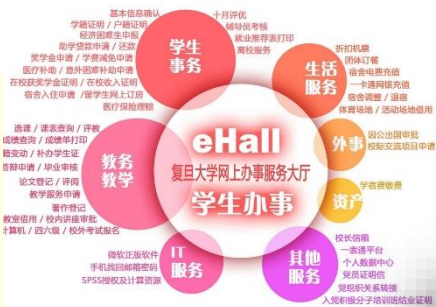 基本信息确认
学籍证明 / 户籍证明
经济困难生申报
助学贷款申请 / 还款
奖学金申请 / 学费减免申请
医疗补助 / 意外困难补助申请
在校获奖学金证明 / 在校收入证明
宿舍入住申请 / 留学生网上订房
医疗保险理赔
学生
事务
十月评优
辅导员考核
就业推荐表打印
离校服务
生活
服务
折扣机票
团体订餐
宿舍电费充值
一卡通网银充值
宿舍调整 / 退宿
体育场地 / 活动场地借用
选课 / 课表查询 / 评教
成绩查询 / 成绩单打印
籍变动 / 补办学生证
答辩申请 / 毕业审核
论文登记 / 评阅
教学服务申请
著作登记
教室借用 / 校内讲座审批
计算机 / 四六级 / 校外考试报名
教务
教学
eHall
复旦大学网上办事服务大厅
学生办事
外事
因公出国审批
校际交流项目申请
资产
学宿费缴费
IT
服务
微软正版软件
手机找回邮箱密码
SPSS授权及计算资源
其他
服务
校长信箱
一表通平台
个人数据中心
党员证明信
党组织关系转接
入党积极分子培训班结业证明